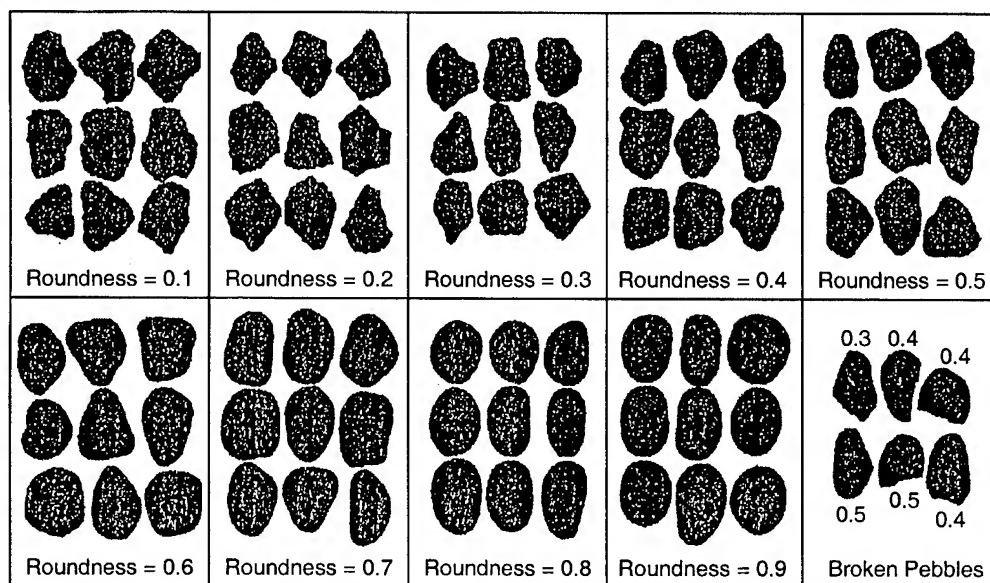 Roundness = 0.1
Roundness = 0.2
Roundness = 0.3
Roundness = 0.4
Roundness = 0.5
Roundness = 0.6
Roundness = 0.7
Roundness = 0.8
Roundness = 0.9
0.3 0.4 0.4
0.5 0.5 0.4
Broken Pebbles